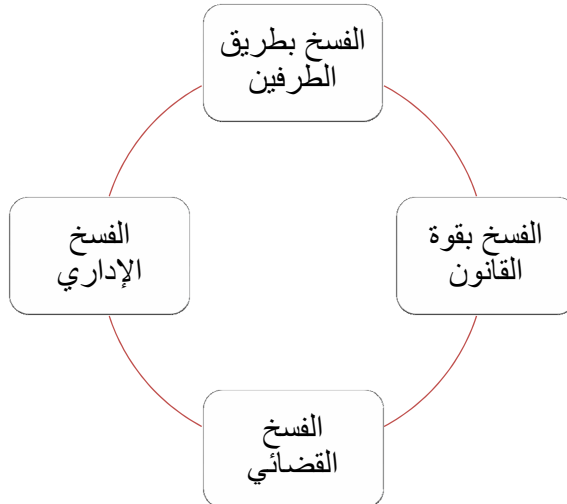 الفسخ بطريق
الطرفين
الفسخ بقوة
القانون
الفسخ
القضائي
الفسخ
الإداري